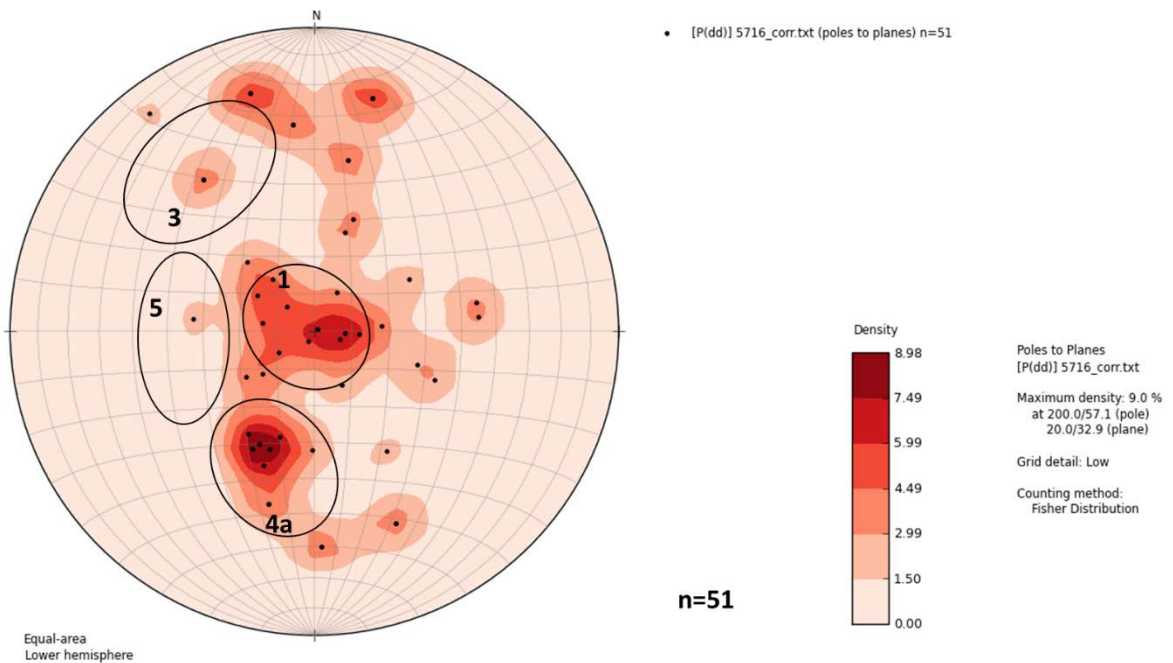 N
[P(dd)] 5716_corr.txt (poles to planes) n=51
3
1
5
4a
Density
8.98
7.49
5.99
4.49
2.99
1.50
0.00
Poles to Planes
[P(dd)] 5716_corr.txt
Maximum density: 9.0 %
at 200.0/57.1 (pole)
20.0/32.9 (plane)
Grid detail: Low
Counting method:
Fisher Distribution
n=51
Equal-area
Lower hemisphere